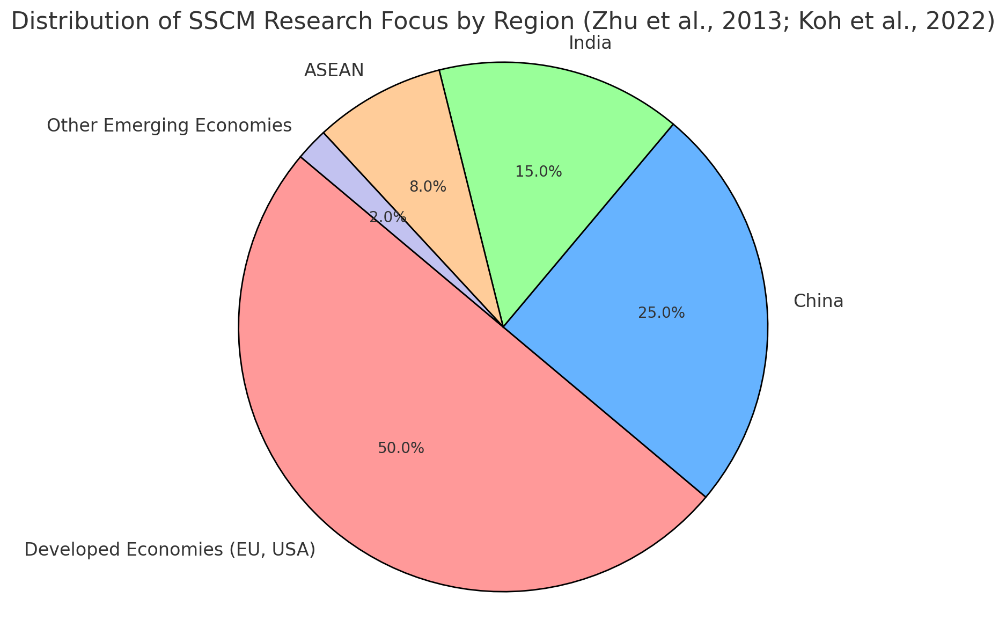 Distribution of SSCM Research Focus by Region (Zhu et al., 2013; Koh et al., 2022)
India
ASEAN
Other Emerging Economies
15.0%
8.0%
2.0%
China
25.0%
50.0%
Developed Economies (EU, USA)